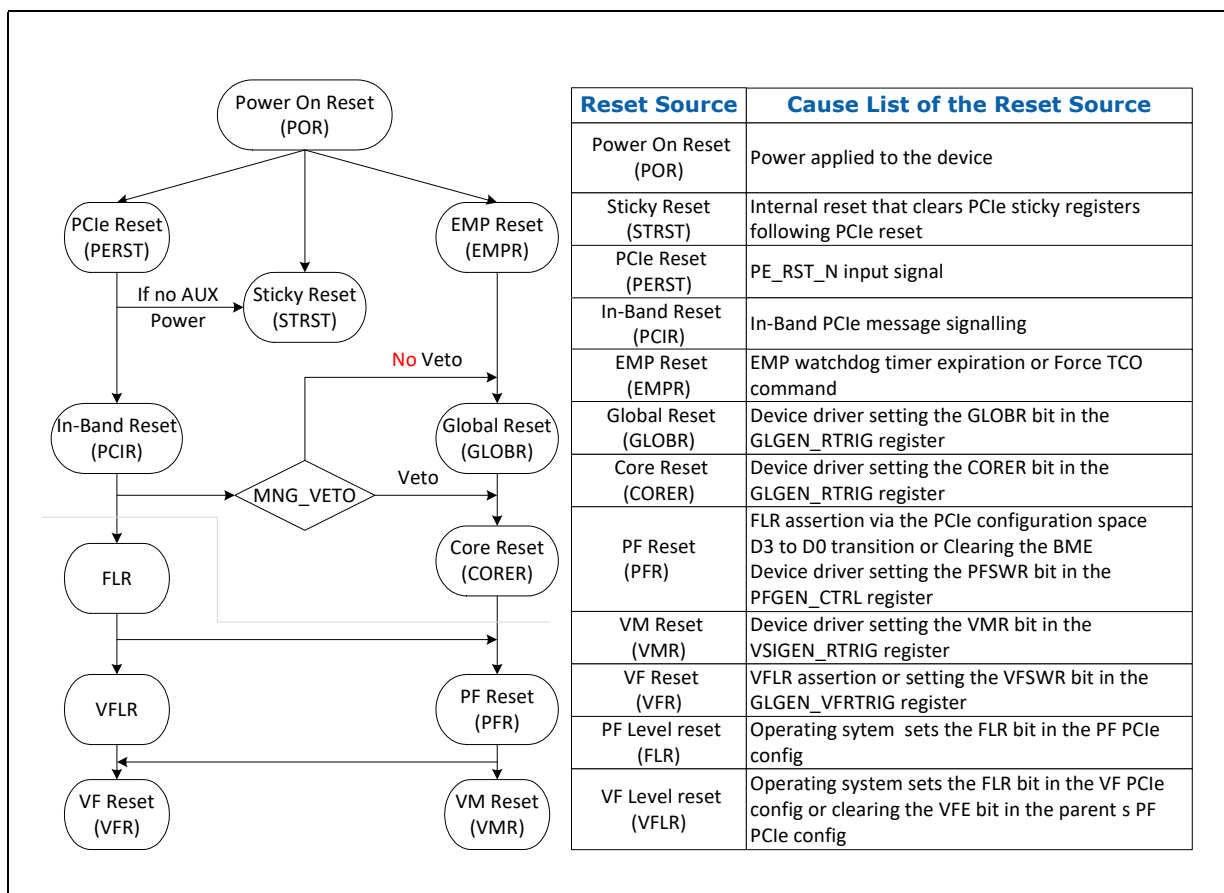 Power On Reset
(POR)
PCIe Reset
(PERST)
EMP Reset
(EMPR)
If no AUX
Power
Sticky Reset
(STRST)
No Veto
In-Band Reset
(PCIR)
Global Reset
(GLOBR)
MNG_VETO
Veto
Core Reset
(CORER)
FLR
VFLR
PF Reset
(PFR)
VF Reset
(VFR)
VM Reset
(VMR)
Reset Source
Cause List of the Reset Source
Power On Reset
(POR)
Power applied to the device
Sticky Reset
(STRST)
Internal reset that clears PCIe sticky registers
following PCIe reset
PCIe Reset
(PERST)
PE_RST_N input signal
In-Band Reset
(PCIR)
In-Band PCIe message signalling
EMP Reset
(EMPR)
EMP watchdog timer expiration or Force TCO
command
Global Reset
(GLOBR)
Device driver setting the GLOBR bit in the
GLGEN_RTRIG register
Core Reset
(CORER)
Device driver setting the CORER bit in the
GLGEN_RTRIG register
PF Reset
(PFR)
FLR assertion via the PCIe configuration space
D3 to D0 transition or Clearing the BME
Device driver setting the PFSWR bit in the
PFGEN_CTRL register
VM Reset
(VMR)
Device driver setting the VMR bit in the
VSIGEN_RTRIG register
VF Reset
(VFR)
VFLR assertion or setting the VFSWR bit in the
GLGEN_VFRTRIG register
PF Level reset
(FLR)
Operating sytem sets the FLR bit in the PF PCIe
config
VF Level reset
(VFLR)
Operating system sets the FLR bit in the VF PCIe
config or clearing the VFE bit in the parent s PF
PCIe config